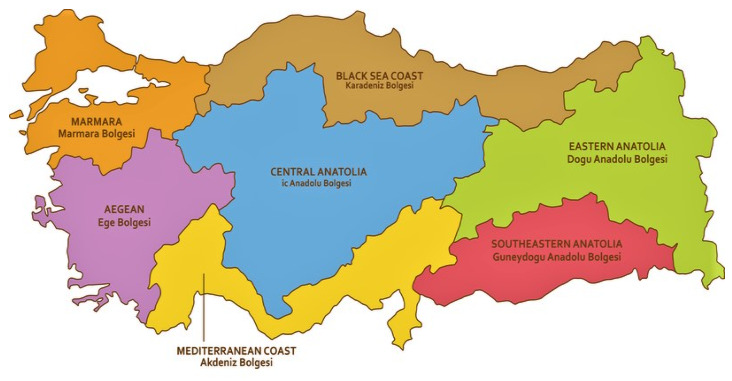 BLACK SEA COAST
Karadeniz Bolgesi
MARMARA
Marmara Bolgesi
EASTERN ANATOLIA
Dogu Anadolu Bolgesi
CENTRAL ANATOLIA
ic Anadolu Bolgesi
AEGEAN
Ege Bolgesi
SOUTHEASTERN ANATOLIA
Guneydogu Anadolu Bolgesi
MEDITERRANEAN COAST
Akdeniz Bolgesi